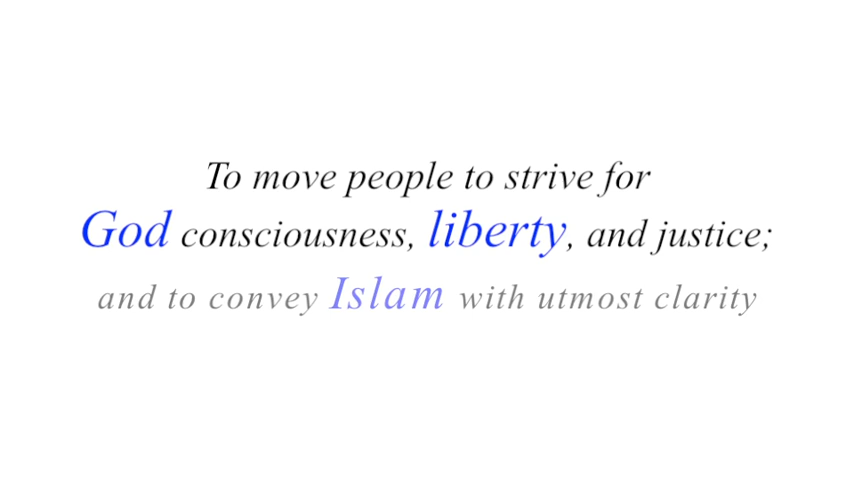 To move people to strive for
God consciousness, liberty, and justice;
and to convey Islam with utmost clarity